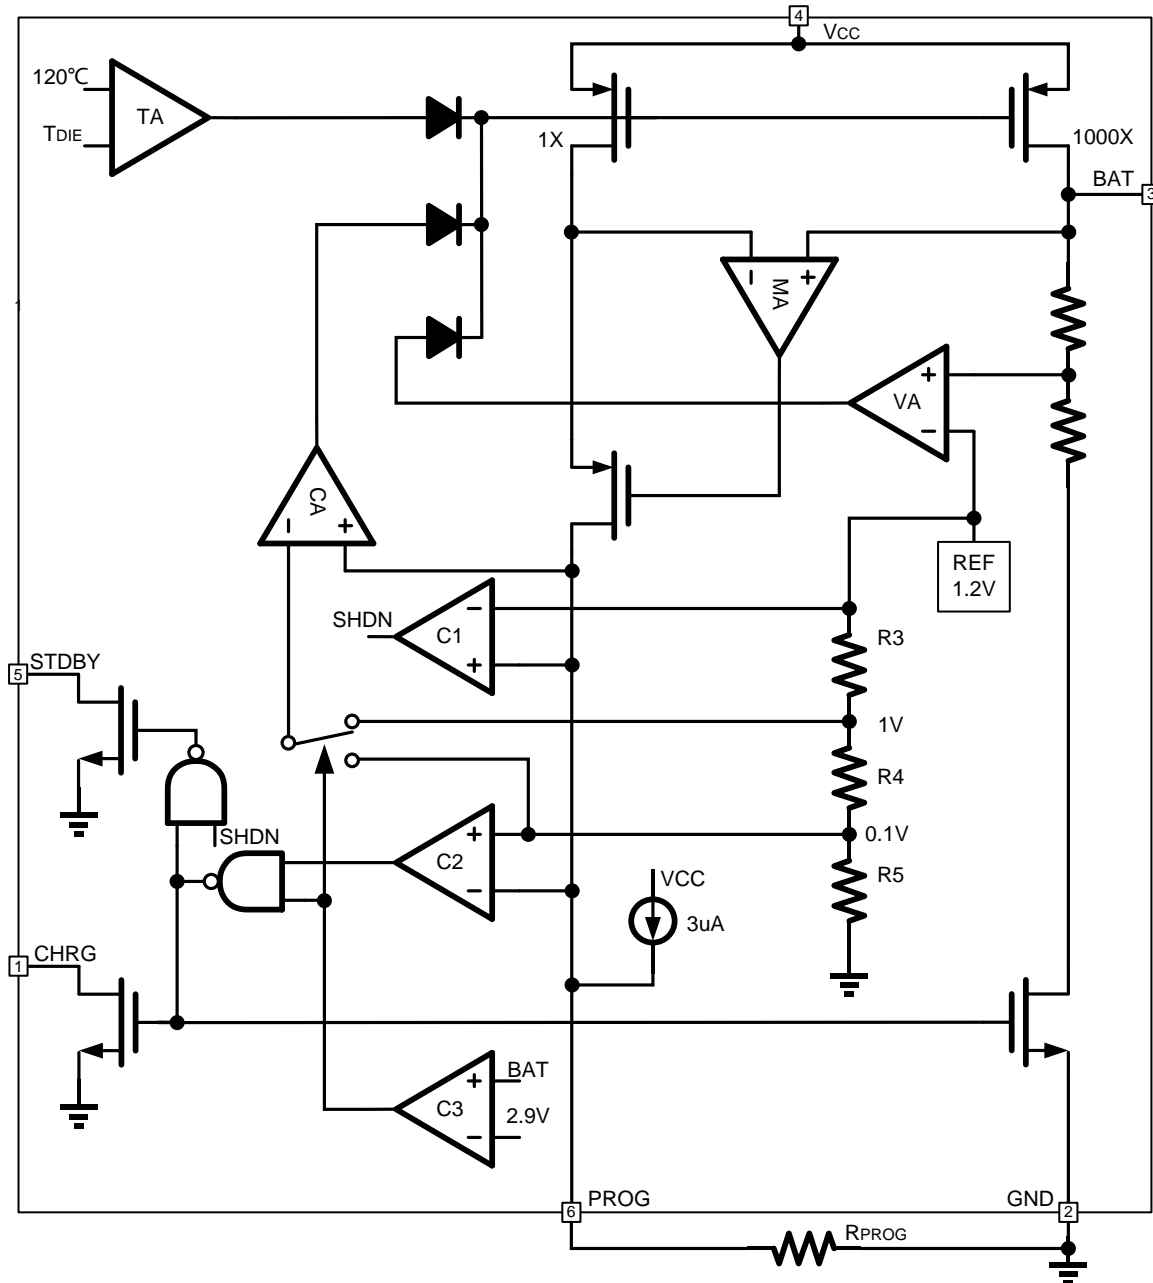 4
VCC
120℃
TA
TDIE
1X
1000X
BAT
3
− +
MA
1
+
VA
−
CA
− +
REF
1.2V
SHDN
−
C1
+
R3
STDBY
5
1V
R4
SHDN
+
C2
−
0.1V
R5
VCC
3uA
CHRG
1
+
C3
−
BAT
2.9V
PROG
6
GND
2
RPROG